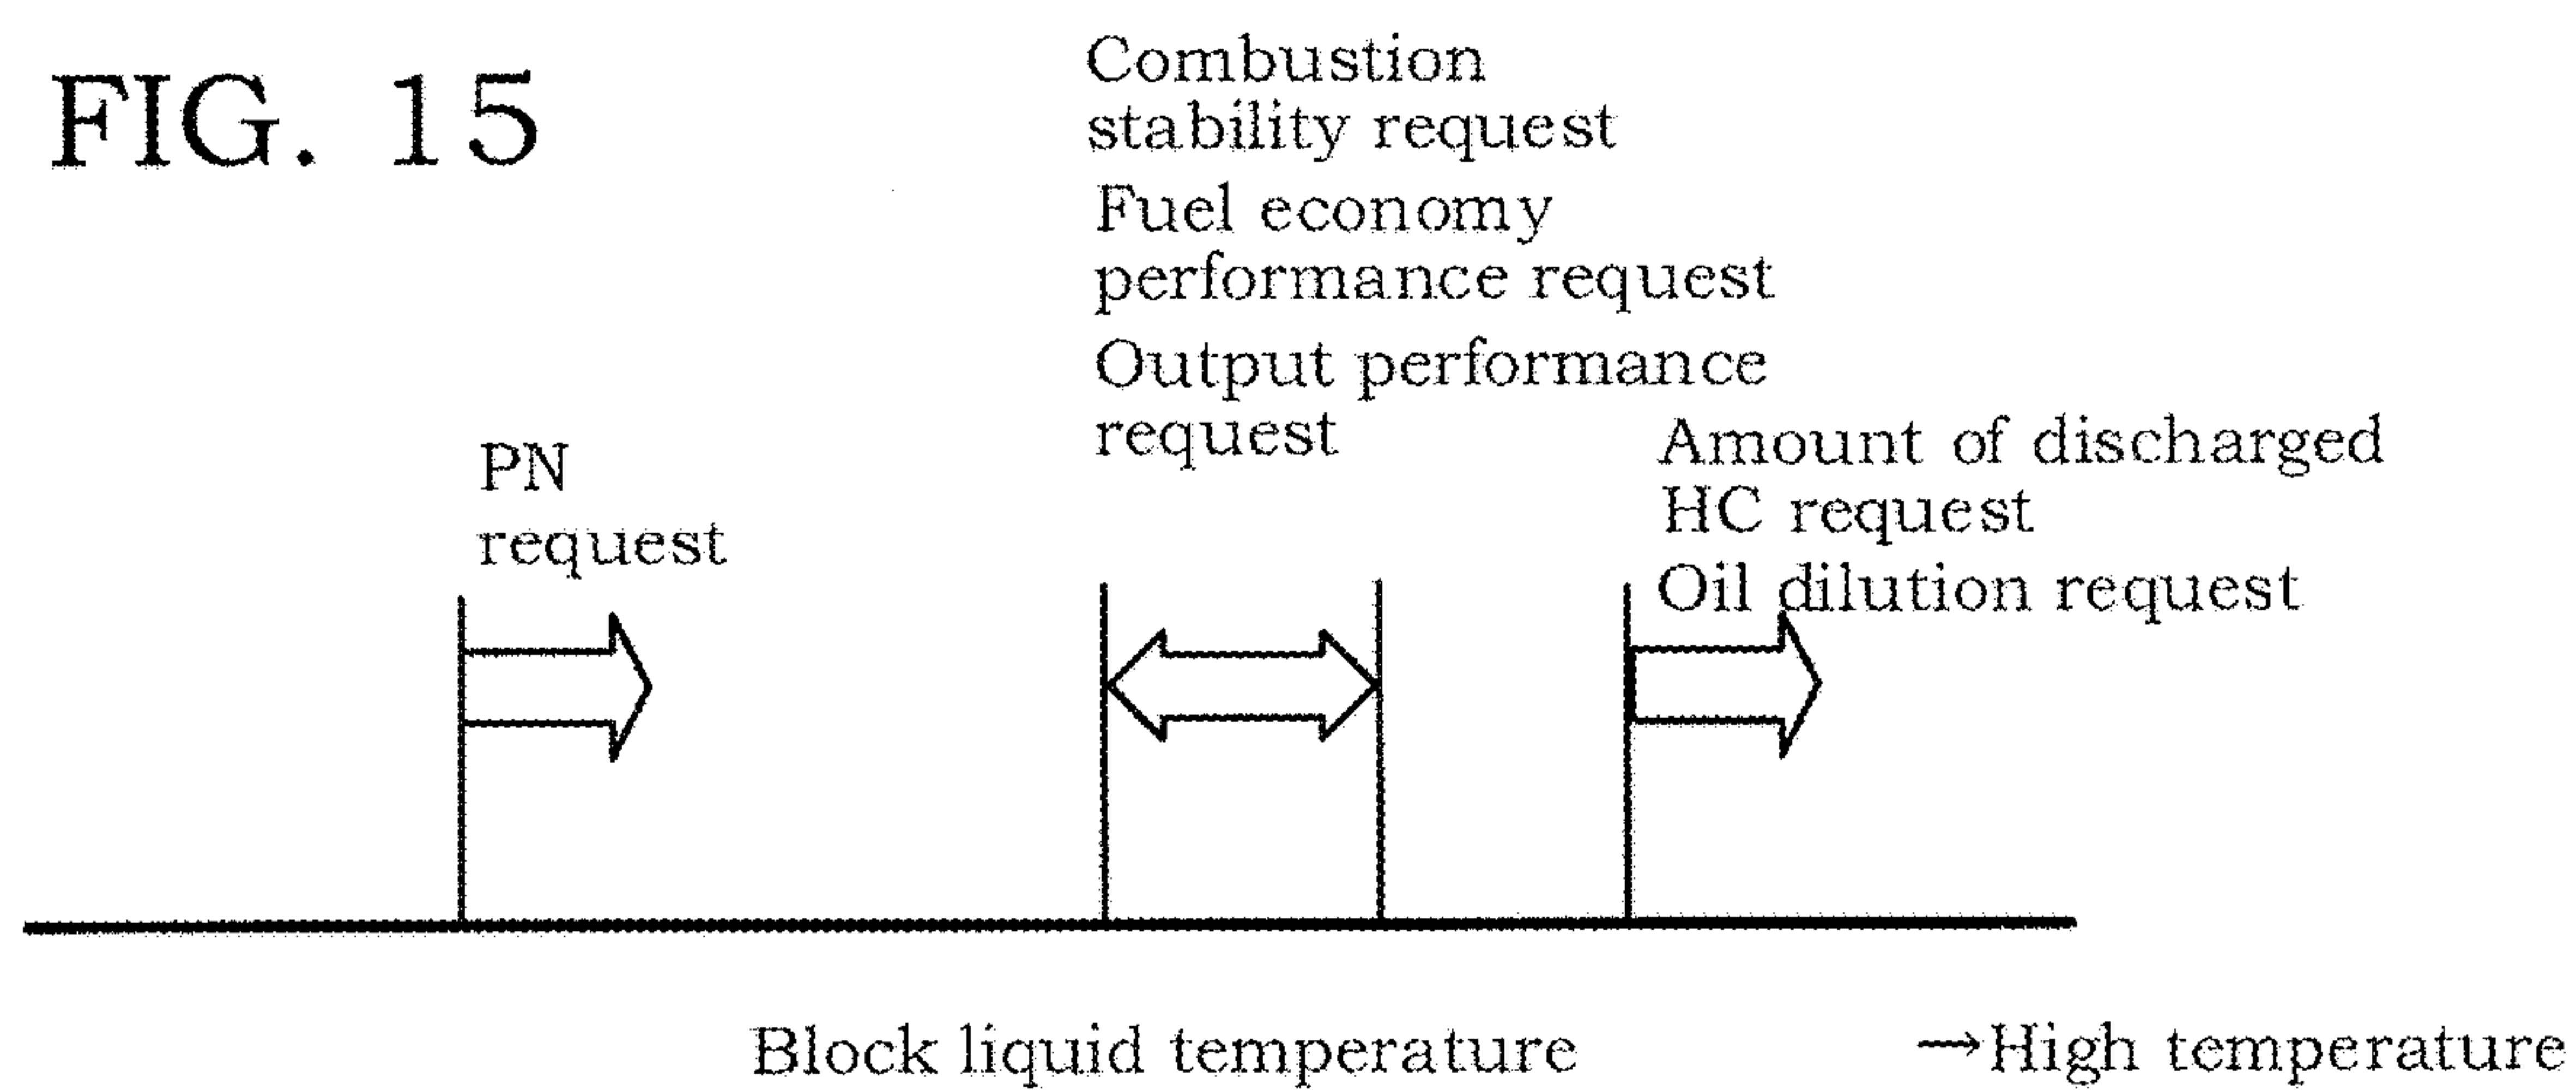 FIG. 15
Combustion
stability request
Fuel economy
performance request
Output performance
request
PN
request
Amount of discharged
HC request
Oil dilution request
Block liquid temperature
→High temperature